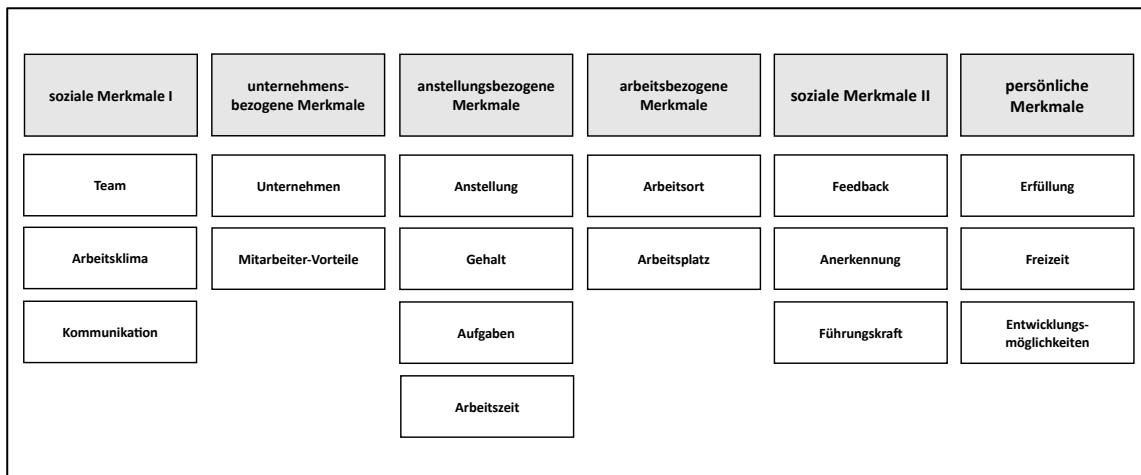 soziale Merkmale I
unternehmens-
bezogene Merkmale
anstellungsbezogene
Merkmale
arbeitsbezogene
Merkmale
soziale Merkmale II
persönliche
Merkmale
Team
Unternehmen
Anstellung
Arbeitsort
Feedback
Erfüllung
Arbeitsklima
Mitarbeiter-Vorteile
Gehalt
Arbeitsplatz
Anerkennung
Freizeit
Kommunikation
Aufgaben
Führungskraft
Entwicklungs-
möglichkeiten
Arbeitszeit